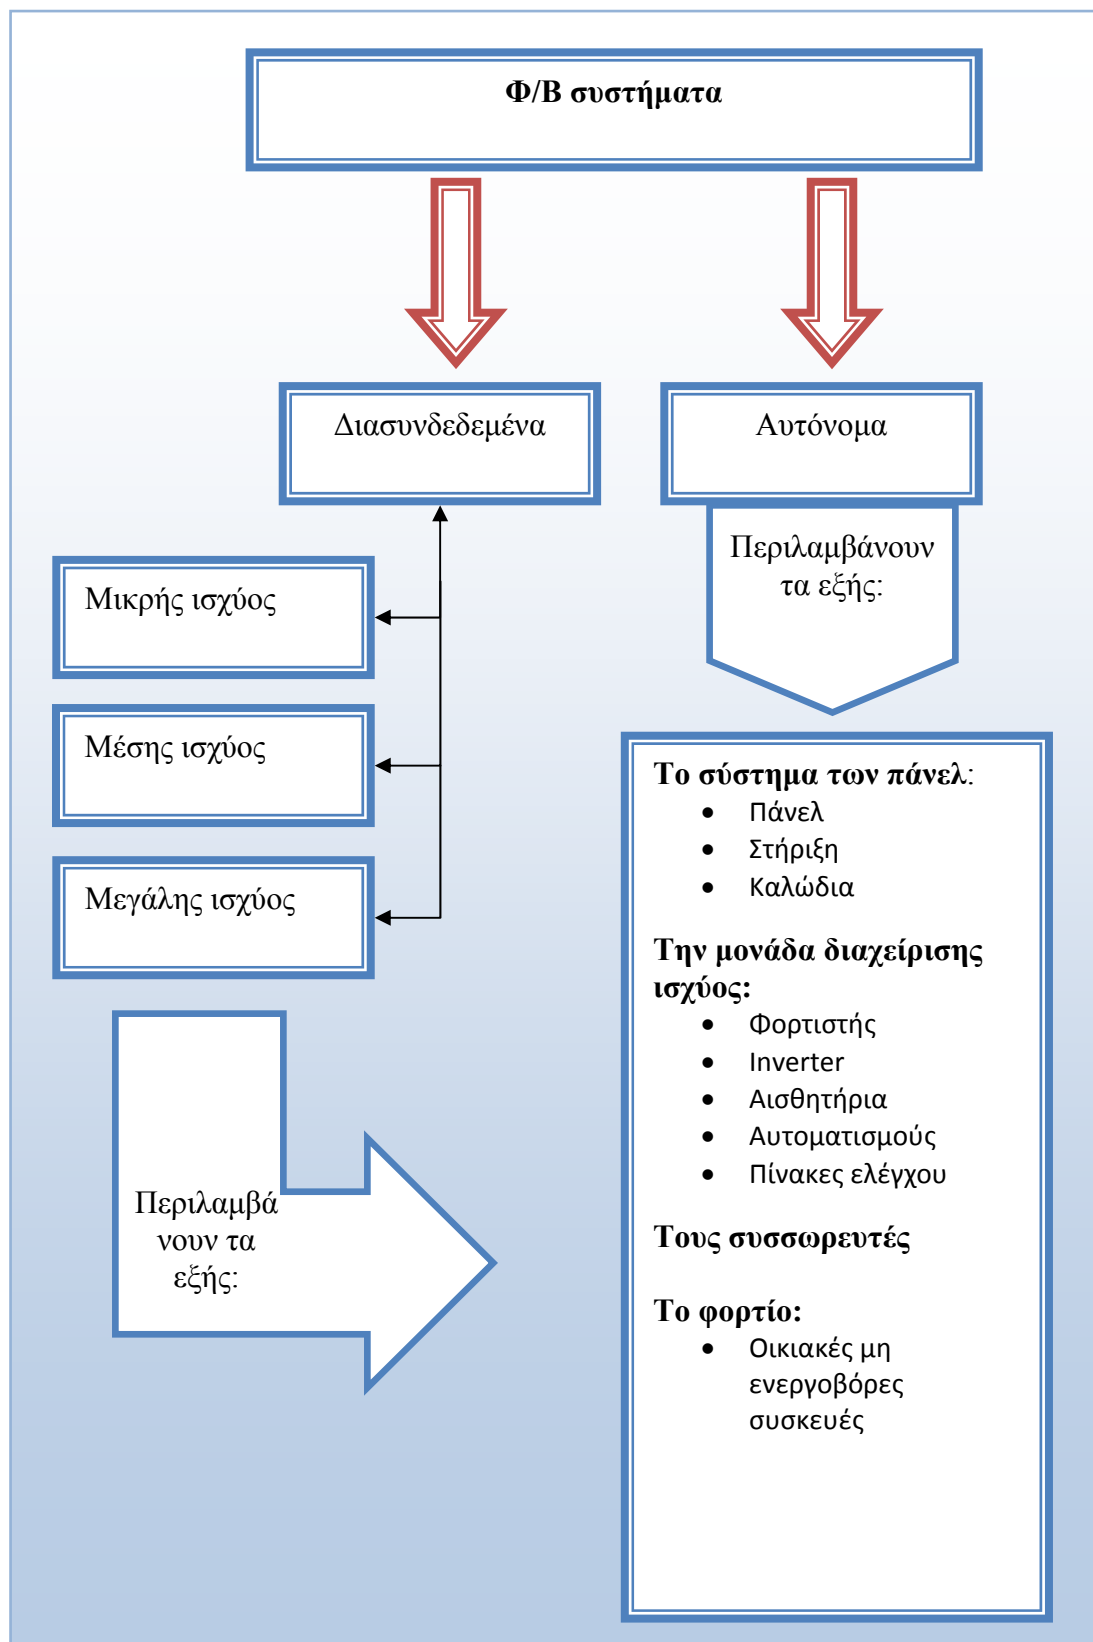 Φ/Β συστήματα
Διασυνδεδεμένα
Αυτόνομα
Μικρής ισχύος
Μέσης ισχύος
Μεγάλης ισχύος
Περιλαμβά
νουν τα
εξής:
Περιλαμβάνουν
τα εξής:
Το σύστημα των πάνελ:
• Πάνελ
• Στήριξη
• Καλώδια
Την μονάδα διαχείρισης
ισχύος:
• Φορτιστής
• Inverter
• Αισθητήρια
• Αυτοματισμούς
• Πίνακες ελέγχου
Τους συσσωρευτές
Το φορτίο:
• Οικιακές μη
ενεργοβόρες
συσκευές